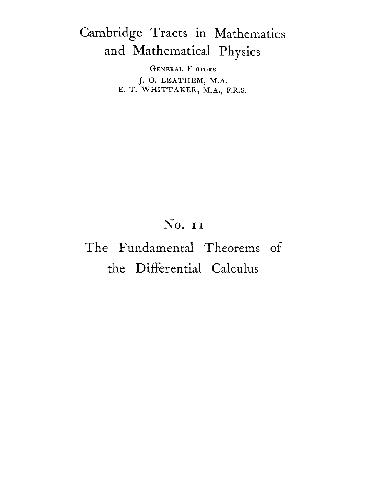 Cambridge Tracts in Mathematics
and Mathematical Physics
GENERAL EDITORS
J. G. LEATHEM, M.A.
E. T. WHITTAKER, M.A., F.R.S.
No. 11
The Fundamental Theorems of
the Differential Calculus